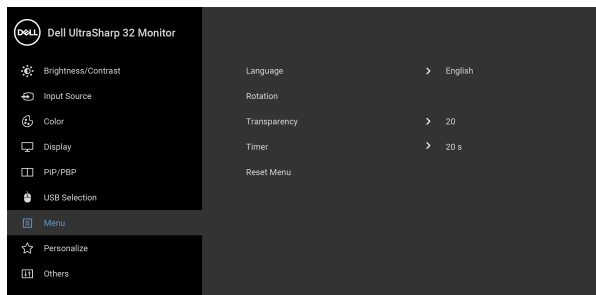 DELL Dell UltraSharp 32 Monitor
Brightness/Contrast
Language > English
Input Source
Rotation
Color
Transparency > 20
Display
Timer > 20 s
PIP/PBP
Reset Menu
USB Selection
Menu
Personalize
Others